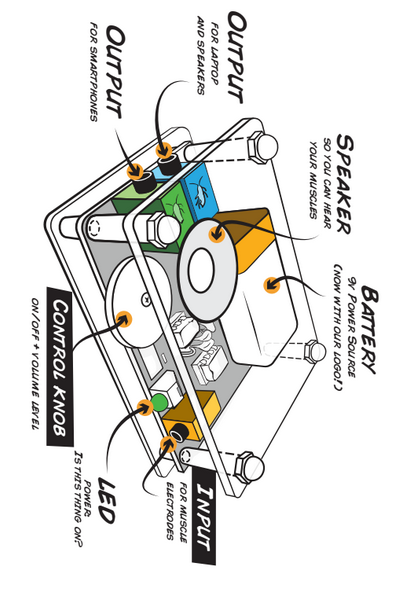 OUTPUT
FOR LAPTOP
AND SPEAKERS
OUTPUT
FOR SMARTPHONES
SPEAKER
SO YOU CAN HEAR
YOUR MUSCLES
BATTERY
9V POWER SOURCE
(NOW WITH OUR LOGO!)
CONTROL KNOB
ON/OFF + VOLUME LEVEL
LED
POWER:
IS THIS THING ON?
INPUT
FOR MUSCLE
ELECTRODES